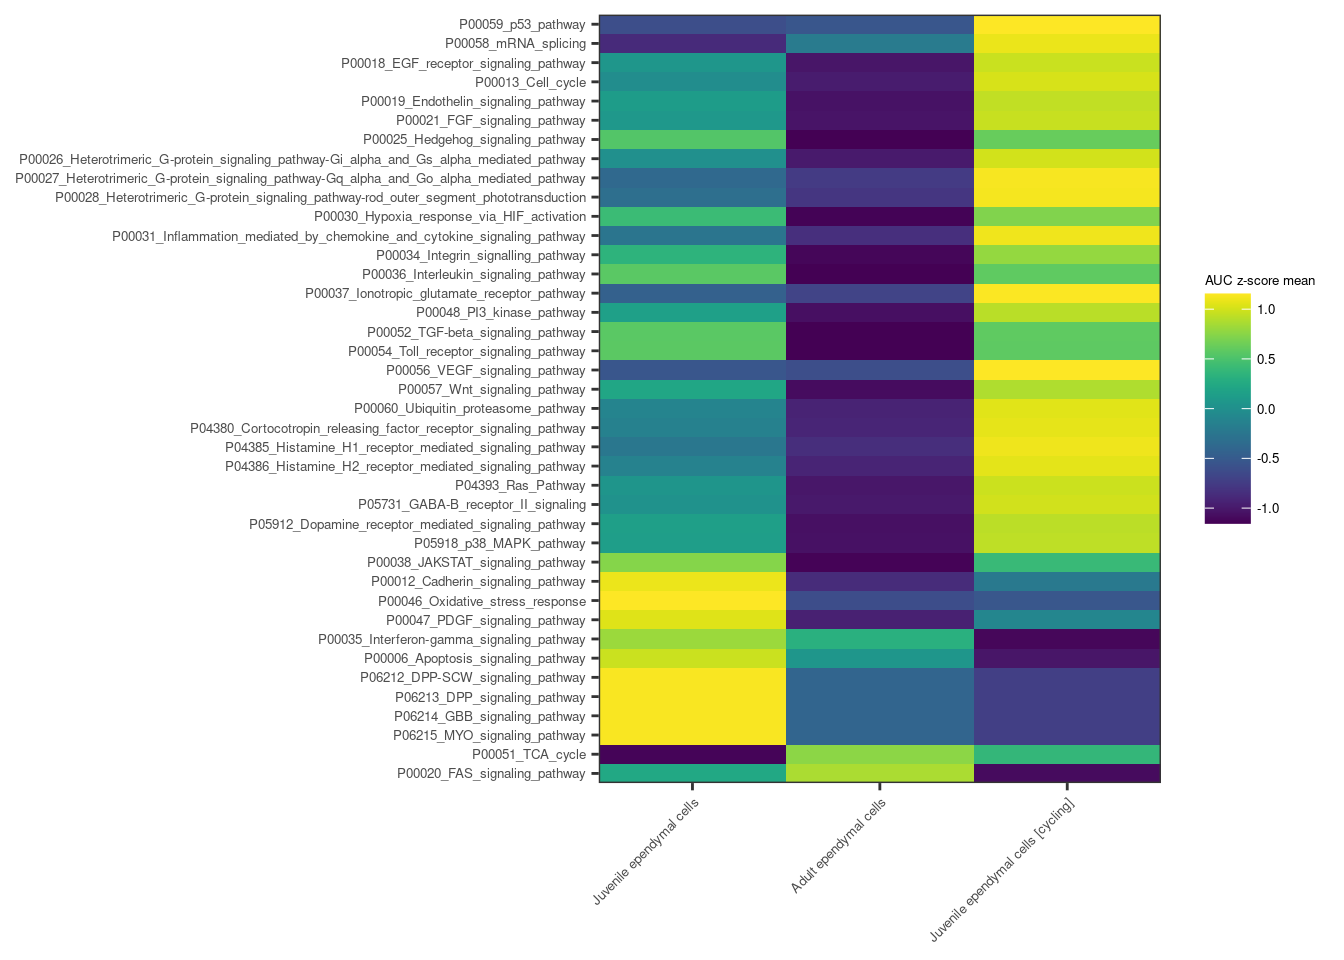 P00059_p53_pathway
P00058_mRNA_splicing
P00018_EGF_receptor_signaling_pathway
P00013_Cell_cycle
P00019_Endothelin_signaling_pathway
P00021_FGF_signaling_pathway
P00025_Hedgehog_signaling_pathway
P00026_Heterotrimeric_G-protein_signaling_pathway-Gi_alpha_and_Gs_alpha_mediated_pathway
P00027_Heterotrimeric_G-protein_signaling_pathway-Gq_alpha_and_Go_alpha_mediated_pathway
P00028_Heterotrimeric_G-protein_signaling_pathway-rod_outer_segment_phototransduction
P00030_Hypoxia_response_via_HIF_activation
P00031_Inflammation_mediated_by_chemokine_and_cytokine_signaling_pathway
P00034_Integrin_signalling_pathway
P00036_Interleukin_signaling_pathway
P00037_Ionotropic_glutamate_receptor_pathway
P00048_PI3_kinase_pathway
P00052_TGF-beta_signaling_pathway
P00054_Toll_receptor_signaling_pathway
P00056_VEGF_signaling_pathway
P00057_Wnt_signaling_pathway
P00060_Ubiquitin_proteasome_pathway
P04380_Cortocotropin_releasing_factor_receptor_signaling_pathway
P04385_Histamine_H1_receptor_mediated_signaling_pathway
P04386_Histamine_H2_receptor_mediated_signaling_pathway
P04393_Ras_Pathway
P05731_GABA-B_receptor_II_signaling
P05912_Dopamine_receptor_mediated_signaling_pathway
P05918_p38_MAPK_pathway
P00038_JAKSTAT_signaling_pathway
P00012_Cadherin_signaling_pathway
P00046_Oxidative_stress_response
P00047_PDGF_signaling_pathway
P00035_Interferon-gamma_signaling_pathway
P00006_Apoptosis_signaling_pathway
P06212_DPP-SCW_signaling_pathway
P06213_DPP_signaling_pathway
P06214_GBB_signaling_pathway
P06215_MYO_signaling_pathway
P00051_TCA_cycle
P00020_FAS_signaling_pathway
Juvenile ependymal cells
Adult ependymal cells
Juvenile ependymal cells [cycling]
AUC z-score mean
1.0
0.5
0.0
-0.5
-1.0